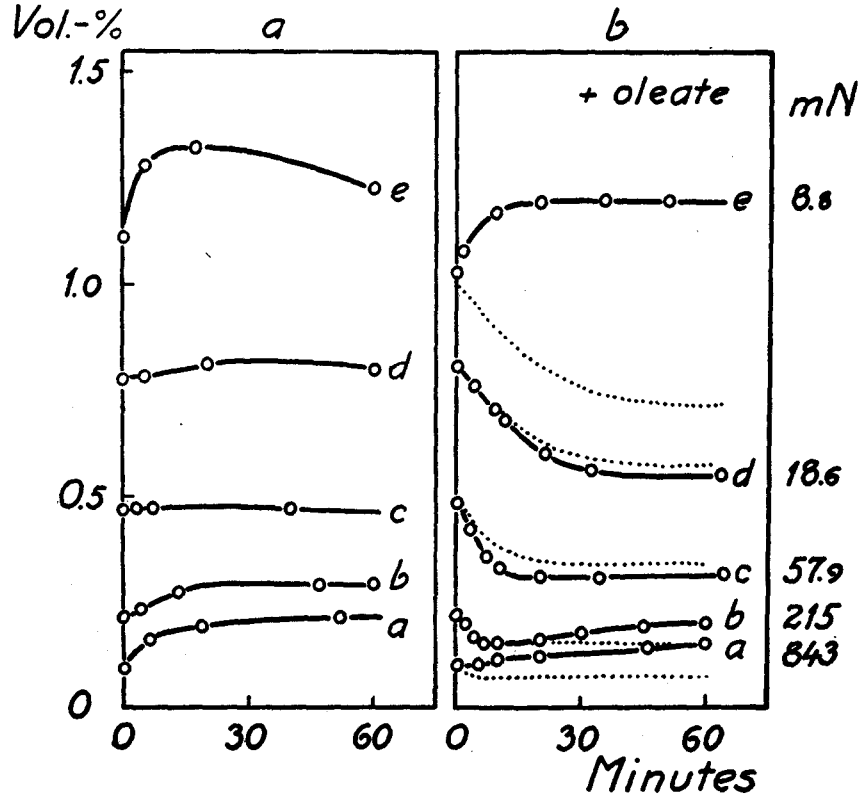 Vol.-% a b
1.5
+ oleate mN
e e 8.8
1.0
d
d 18.6
0.5
c
c 57.9
b b 215
a a 843
0
0 30 60 0 30 60
Minutes